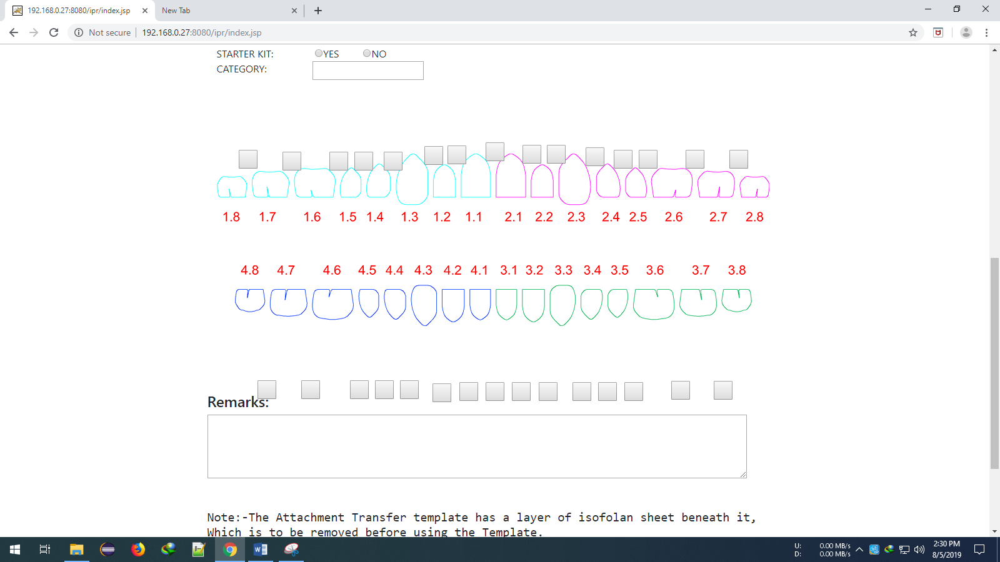 192.168.0.27:8080/ipr/index.jsp
New Tab
Not secure
192.168.0.27:8080/ipr/index.jsp
STARTER KIT: YES NO
CATEGORY:
1.8 1.7 1.6 1.5 1.4 1.3 1.2 1.1 2.1 2.2 2.3 2.4 2.5 2.6 2.7 2.8
4.8 4.7 4.6 4.5 4.4 4.3 4.2 4.1 3.1 3.2 3.3 3.4 3.5 3.6 3.7 3.8
Remarks:
Note:-The Attachment Transfer template has a layer of isofolan sheet beneath it,
Which is to be removed before using the Template.
U: 0.00 MB/s
D: 0.00 MB/s
2:30 PM
8/5/2019